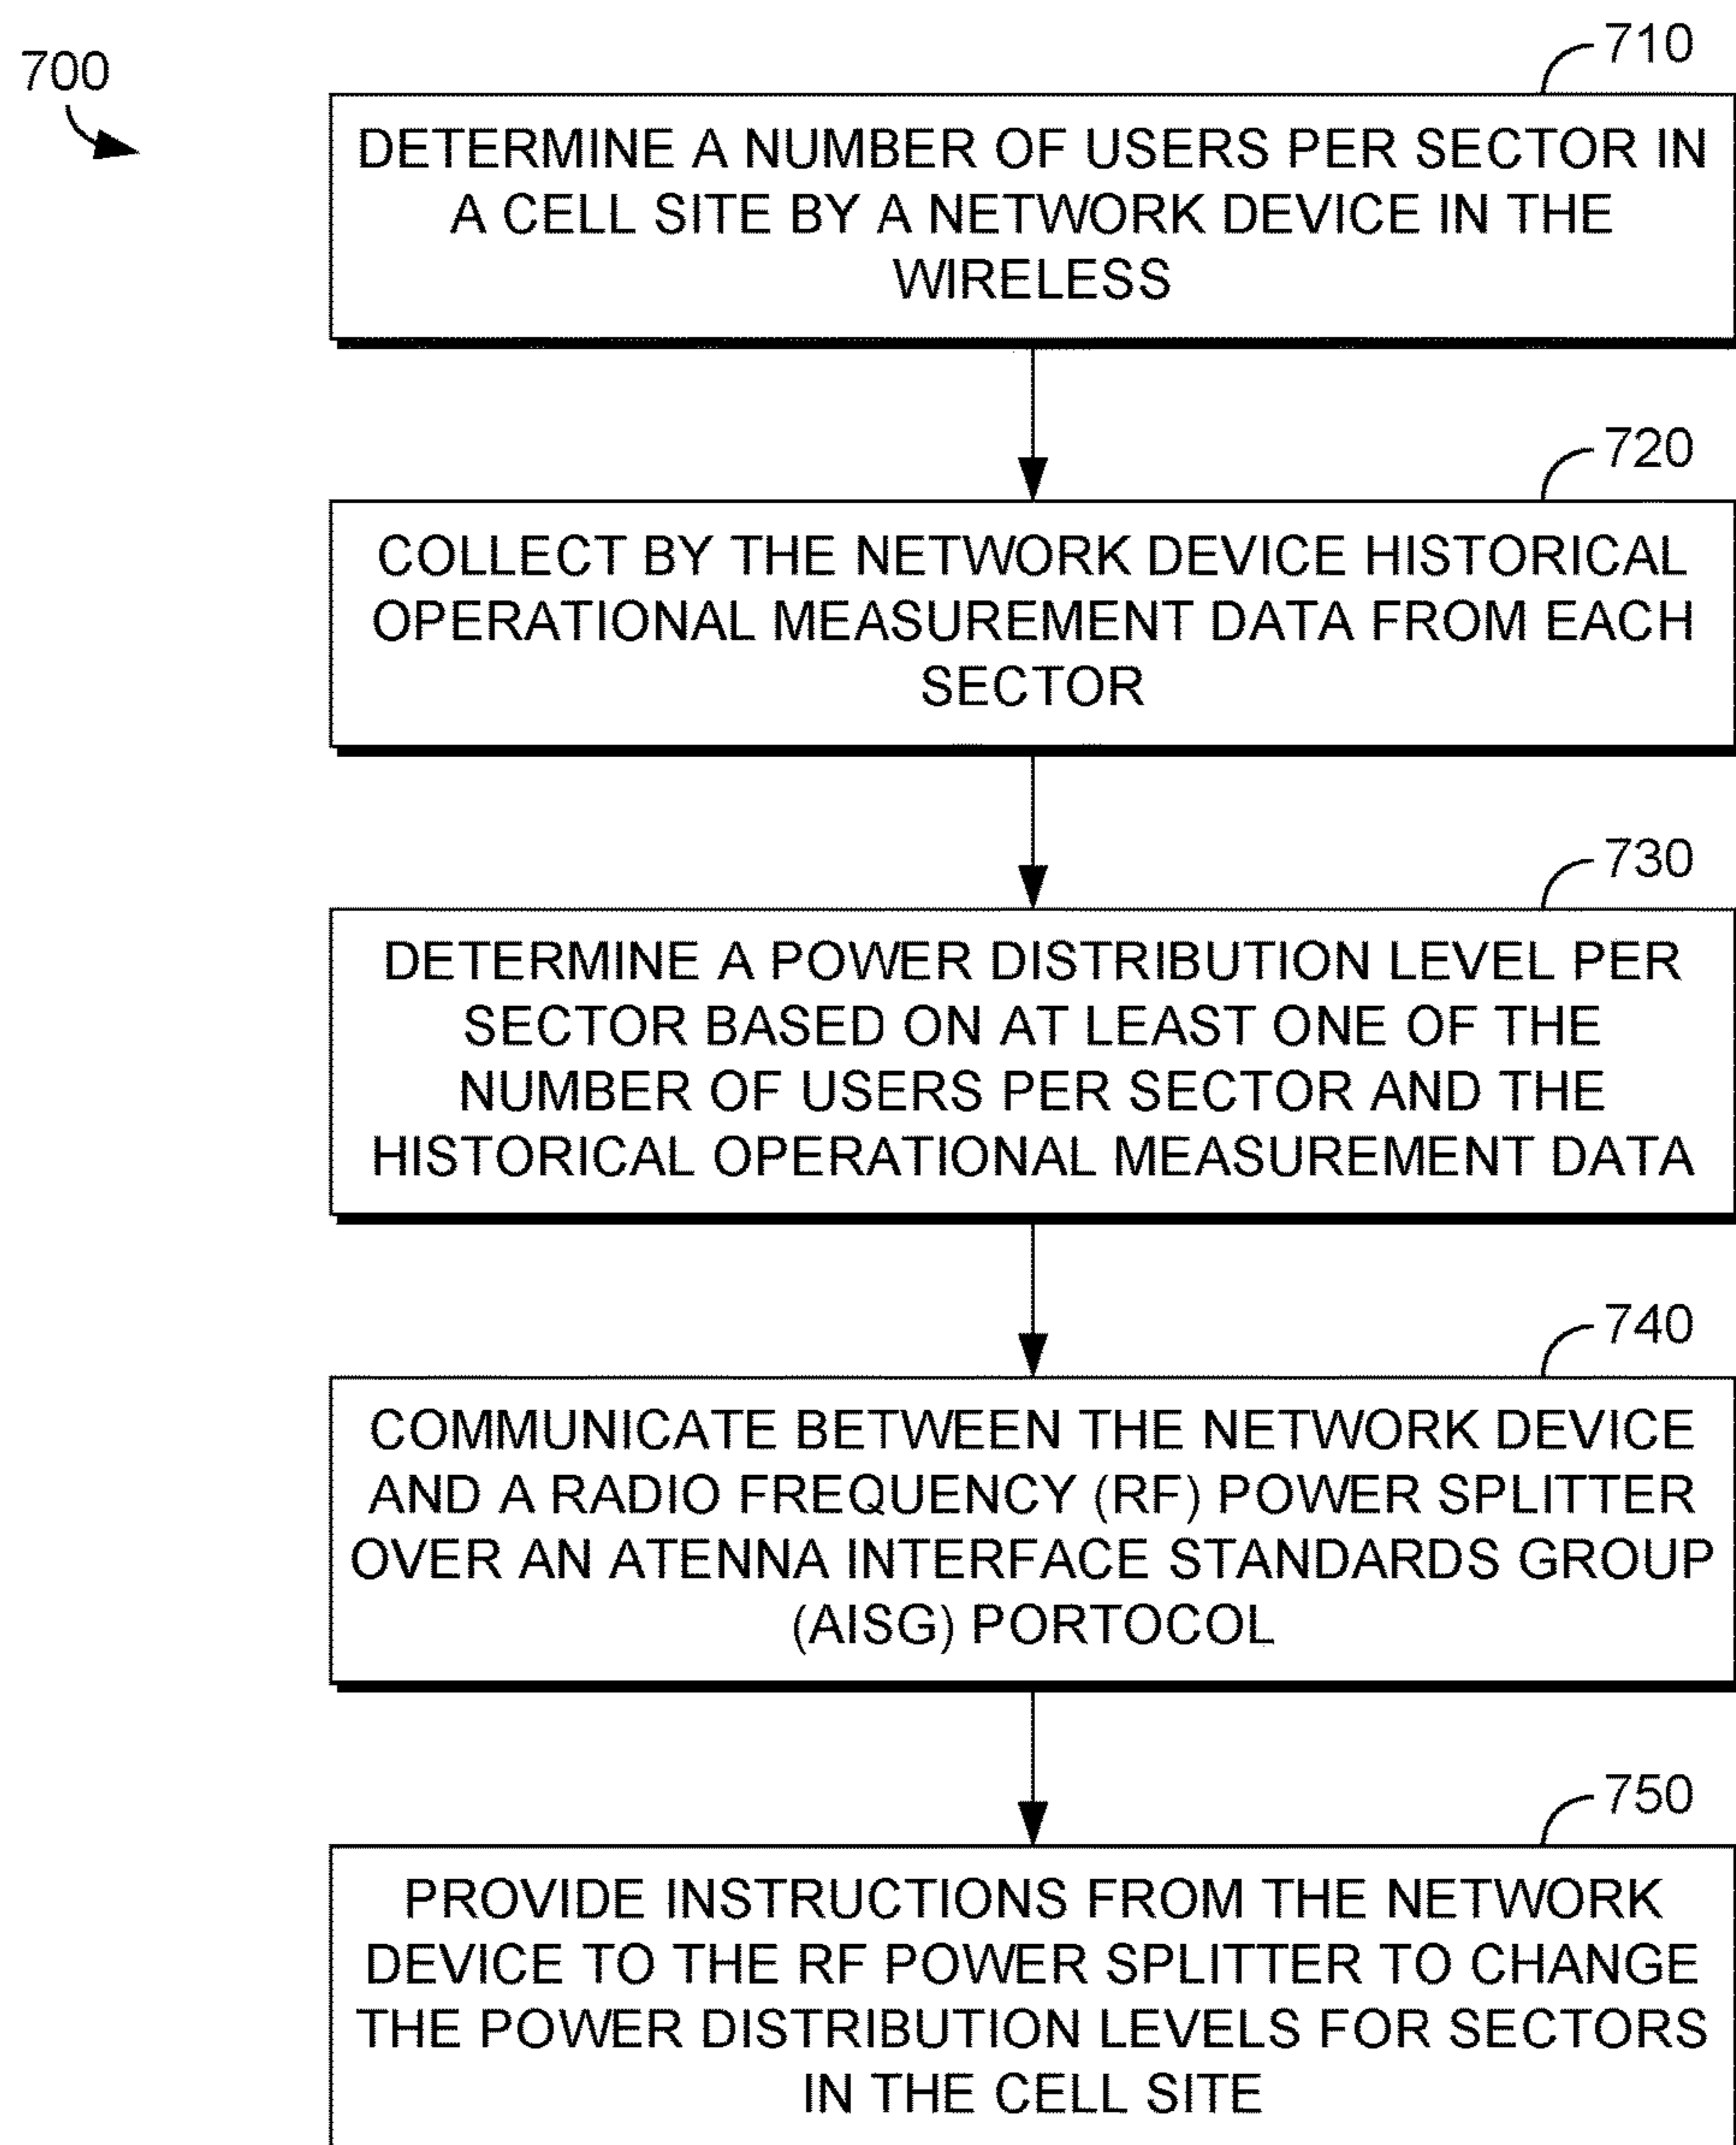 700
710
DETERMINE A NUMBER OF USERS PER SECTOR IN
A CELL SITE BY A NETWORK DEVICE IN THE
WIRELESS
720
COLLECT BY THE NETWORK DEVICE HISTORICAL
OPERATIONAL MEASUREMENT DATA FROM EACH
SECTOR
730
DETERMINE A POWER DISTRIBUTION LEVEL PER
SECTOR BASED ON AT LEAST ONE OF THE
NUMBER OF USERS PER SECTOR AND THE
HISTORICAL OPERATIONAL MEASUREMENT DATA
740
COMMUNICATE BETWEEN THE NETWORK DEVICE
AND A RADIO FREQUENCY (RF) POWER SPLITTER
OVER AN ATENNA INTERFACE STANDARDS GROUP
(AISG) PORTOCOL
750
PROVIDE INSTRUCTIONS FROM THE NETWORK
DEVICE TO THE RF POWER SPLITTER TO CHANGE
THE POWER DISTRIBUTION LEVELS FOR SECTORS
IN THE CELL SITE